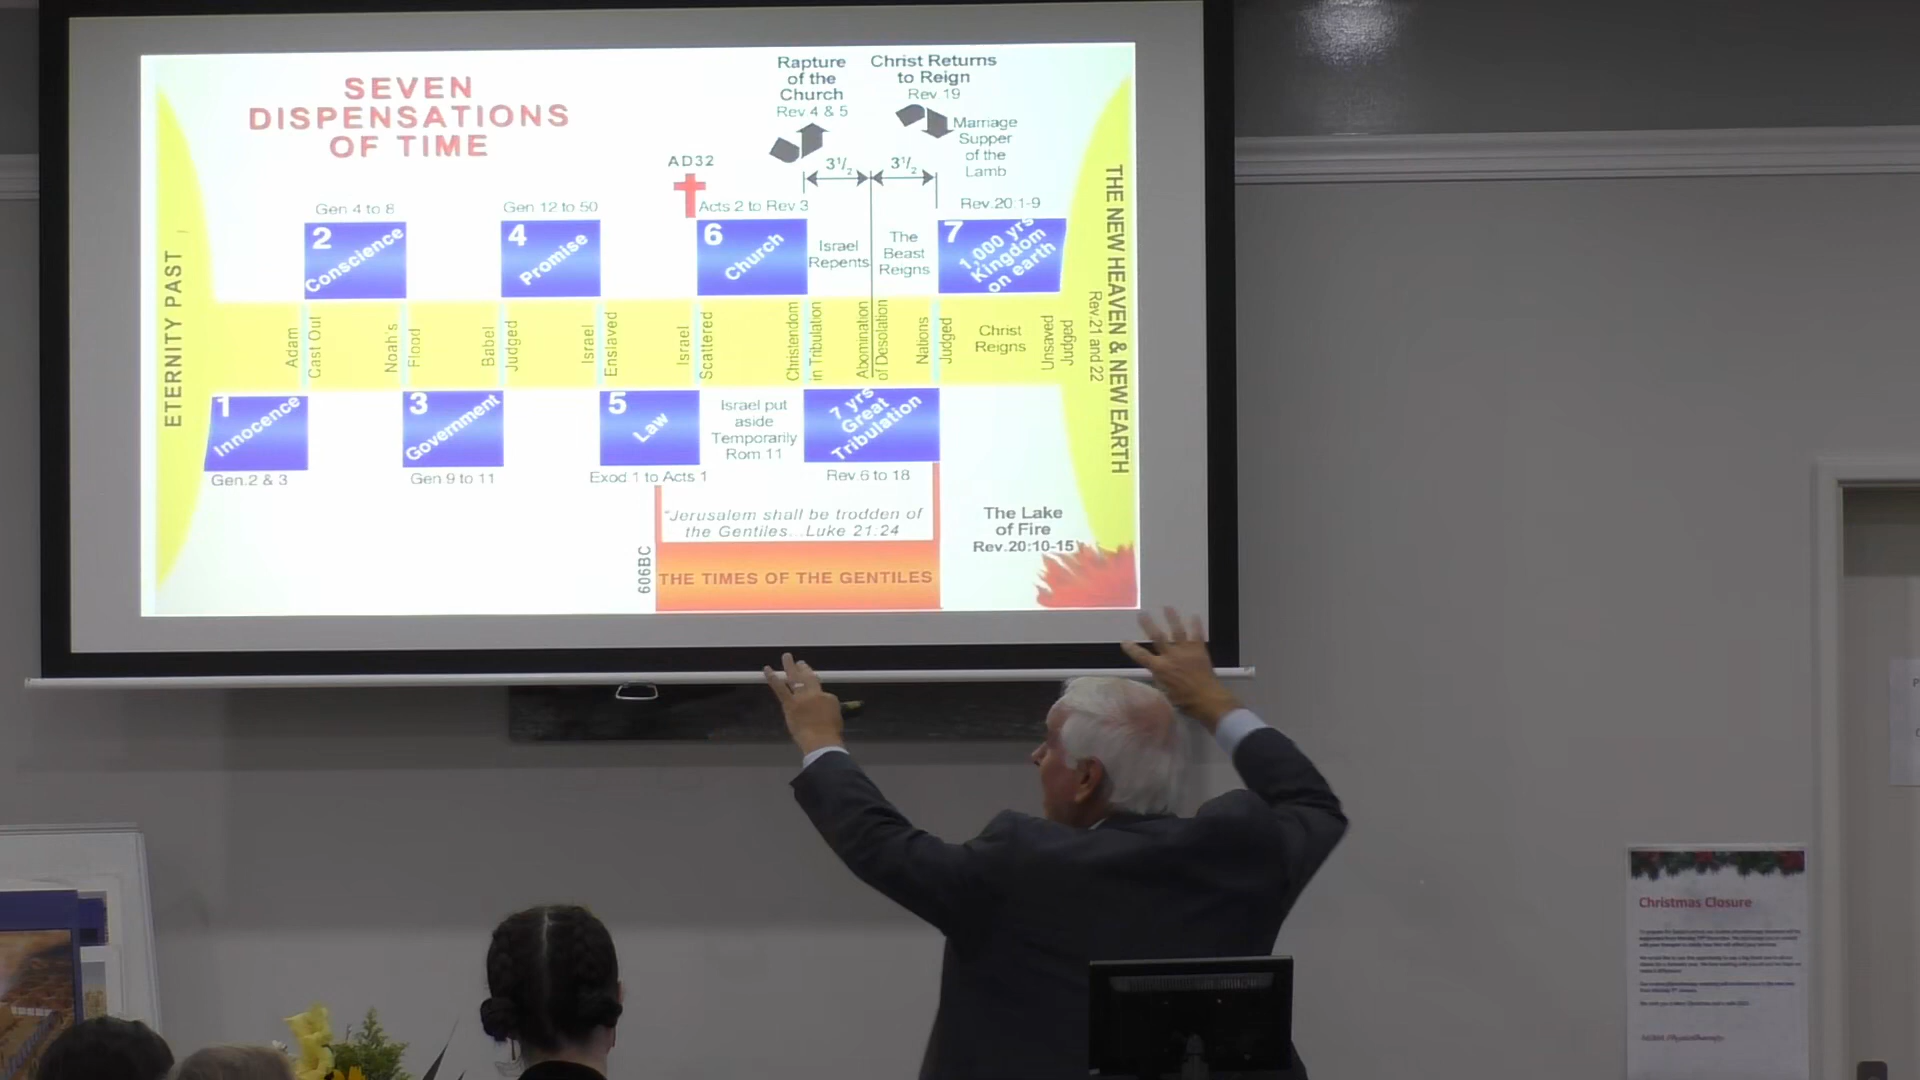 SEVEN
DISPENSATIONS
OF TIME
Rapture
of the
Church
Rev.4 & 5
Christ Returns
to Reign
Rev 19
Marriage
Supper
of the
Lamb
AD32
3½
3½
Gen 4 to 8
Gen 12 to 50
Acts 2 to Rev 3
Rev.20:1-9
2
Conscience
4
Promise
6
Church
Israel
Repents
The
Beast
Reigns
7
1,000 yrs
Kingdom
on earth
ETERNITY PAST
Adam
Cast Out
Noah's
Flood
Babel
Judged
Israel
Enslaved
Israel
Scattered
Christendom
in Tribulation
Abomination
of Desolation
Nations
Judged
Christ
Reigns
Unsaved
Judged
THE NEW HEAVEN & NEW EARTH
Rev.21 and 22
1
Innocence
3
Government
5
Law
Israel put
aside
Temporarily
Rom 11
7 yrs
Great
Tribulation
Gen.2 & 3
Gen 9 to 11
Exod 1 to Acts 1
Rev.6 to 18
"Jerusalem shall be trodden of
the Gentiles...Luke 21:24
606BC
THE TIMES OF THE GENTILES
The Lake
of Fire
Rev.20:10-15
Christmas Closure